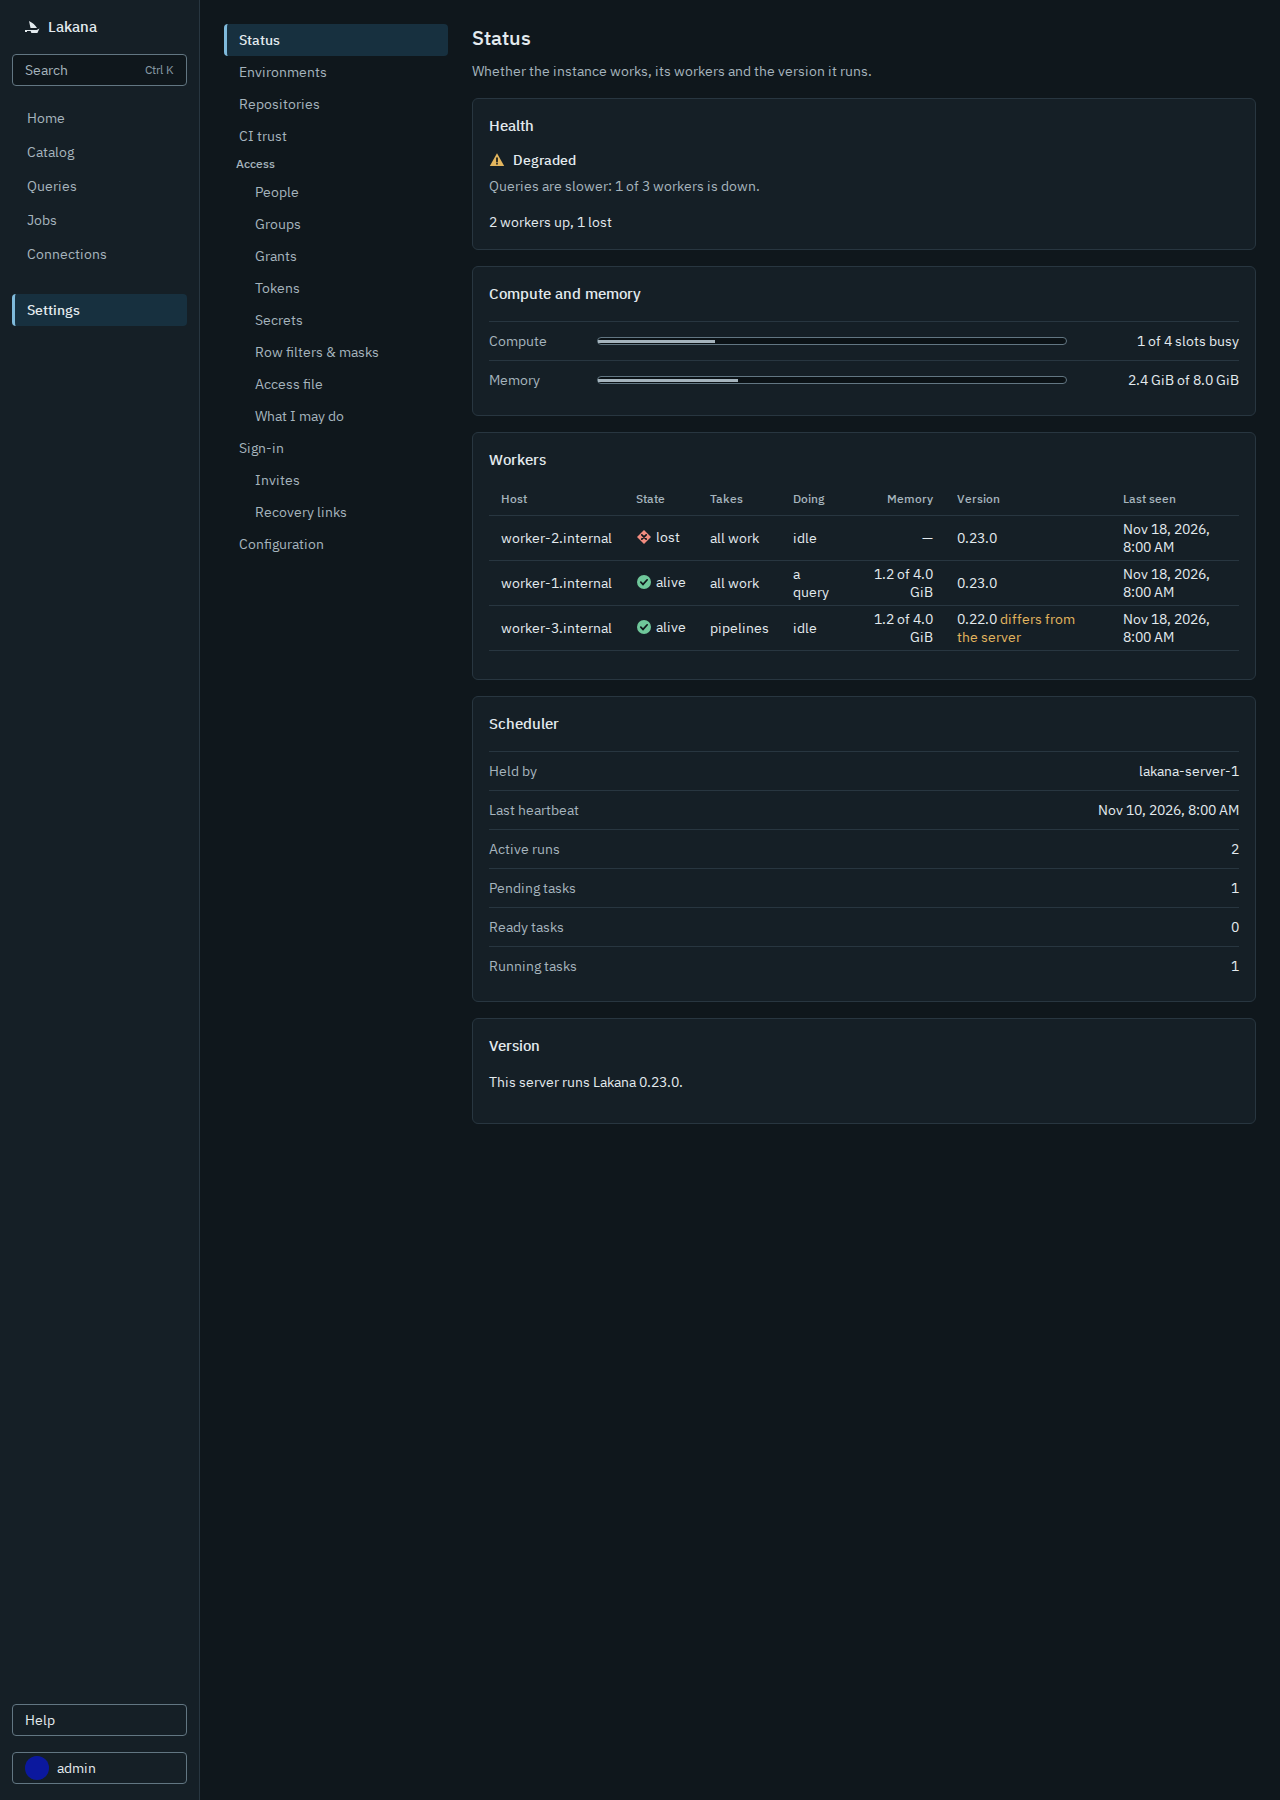 Lakana
Search Ctrl K
Home
Catalog
Queries
Jobs
Connections
Settings
Help
admin
Status
Environments
Repositories
CI trust
Access
People
Groups
Grants
Tokens
Secrets
Row filters & masks
Access file
What I may do
Sign-in
Invites
Recovery links
Configuration
Status
Whether the instance works, its workers and the version it runs.
Health
Degraded
Queries are slower: 1 of 3 workers is down.
2 workers up, 1 lost
Compute and memory
Compute 1 of 4 slots busy
Memory 2.4 GiB of 8.0 GiB
Workers
Host State Takes Doing Memory Version Last seen
worker-2.internal lost all work idle — 0.23.0 Nov 18, 2026,
8:00 AM
worker-1.internal alive all work a 1.2 of 4.0 0.23.0 Nov 18, 2026,
query GiB 8:00 AM
worker-3.internal alive pipelines idle 1.2 of 4.0 0.22.0 differs from Nov 18, 2026,
GiB the server 8:00 AM
Scheduler
Held by lakana-server-1
Last heartbeat Nov 10, 2026, 8:00 AM
Active runs 2
Pending tasks 1
Ready tasks 0
Running tasks 1
Version
This server runs Lakana 0.23.0.